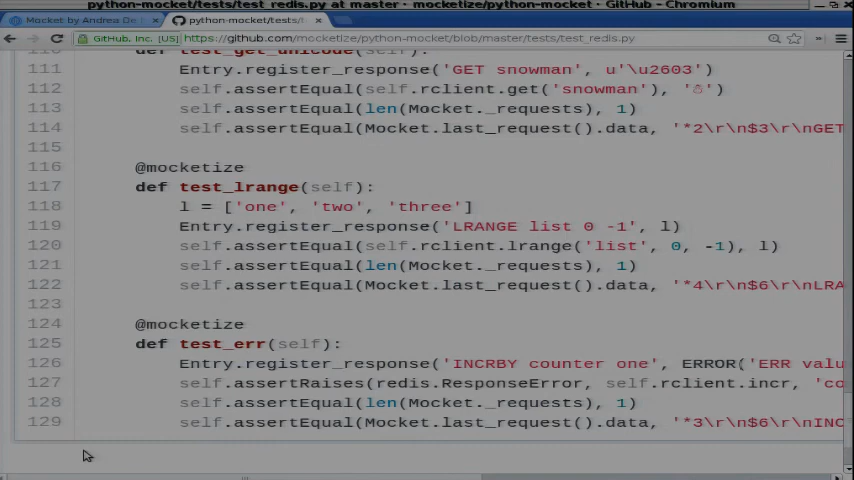 python-mocket/tests/test_redis.py at master · mocketize/python-mocket · GitHub - Chromium
Mocket by Andrea De
python-mocket/tests/t
GitHub, Inc. [US] https://github.com/mocketize/python-mocket/blob/master/tests/test_redis.py
110 def test_get_unicode(self):
111 Entry.register_response('GET snowman', u'\u2603')
112 self.assertEqual(self.rclient.get('snowman'), '☃')
113 self.assertEqual(len(Mocket._requests), 1)
114 self.assertEqual(Mocket.last_request().data, '*2\r\n$3\r\nGET
115
116 @mocketize
117 def test_lrange(self):
118 l = ['one', 'two', 'three']
119 Entry.register_response('LRANGE list 0 -1', l)
120 self.assertEqual(self.rclient.lrange('list', 0, -1), l)
121 self.assertEqual(len(Mocket._requests), 1)
122 self.assertEqual(Mocket.last_request().data, '*4\r\n$6\r\nLRA
123
124 @mocketize
125 def test_err(self):
126 Entry.register_response('INCRBY counter one', ERROR('ERR valu
127 self.assertRaises(redis.ResponseError, self.rclient.incr, 'co
128 self.assertEqual(len(Mocket._requests), 1)
129 self.assertEqual(Mocket.last_request().data, '*3\r\n$6\r\nINC